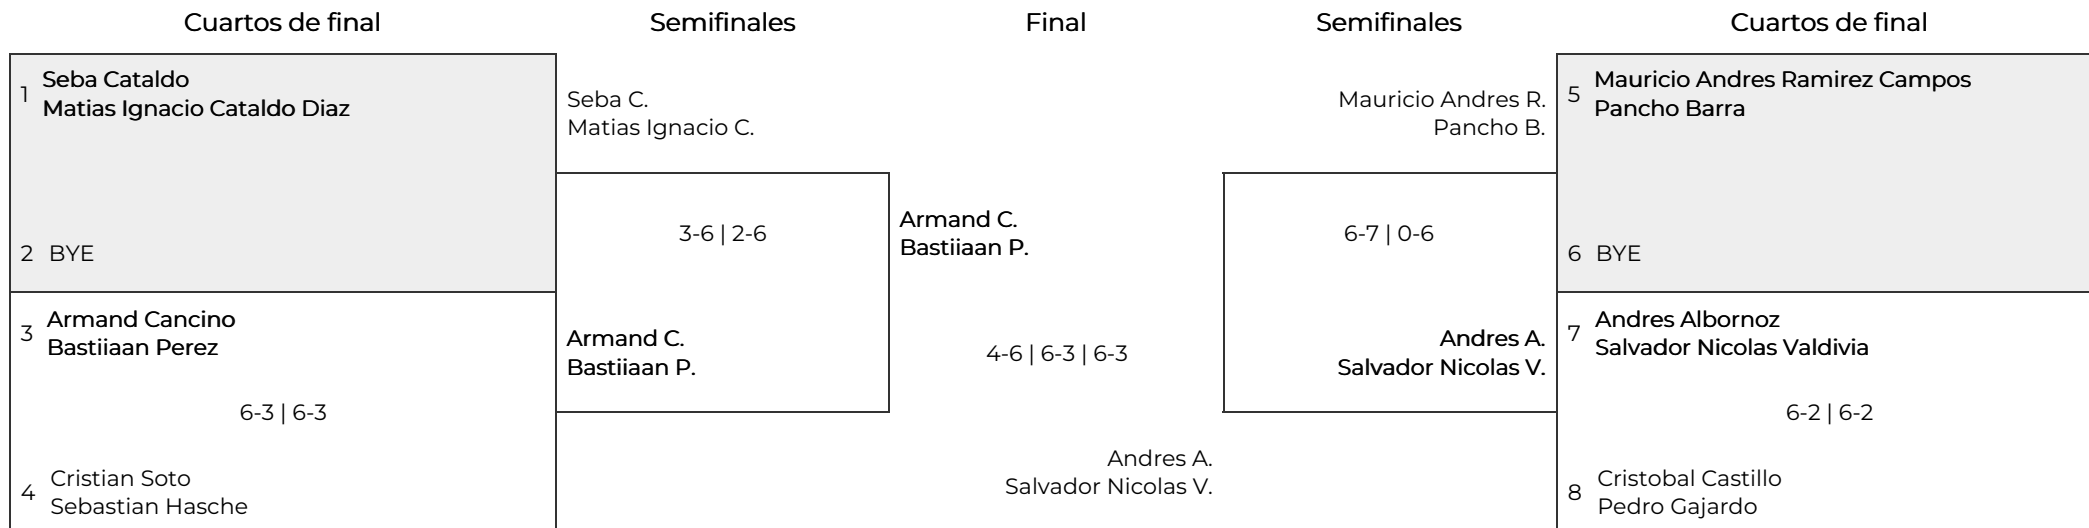 Cuartos de final
Semifinales
Final
Semifinales
Cuartos de final
1
Seba Cataldo
Matias Ignacio Cataldo Diaz
2 BYE
3
Armand Cancino
Bastiiaan Perez
6-3 | 6-3
4
Cristian Soto
Sebastian Hasche
Seba C.
Matias Ignacio C.
3-6 | 2-6
Armand C.
Bastiiaan P.
Armand C.
Bastiiaan P.
4-6 | 6-3 | 6-3
Andres A.
Salvador Nicolas V.
Mauricio Andres R.
Pancho B.
6-7 | 0-6
Andres A.
Salvador Nicolas V.
5
Mauricio Andres Ramirez Campos
Pancho Barra
6 BYE
7
Andres Albornoz
Salvador Nicolas Valdivia
6-2 | 6-2
8
Cristobal Castillo
Pedro Gajardo